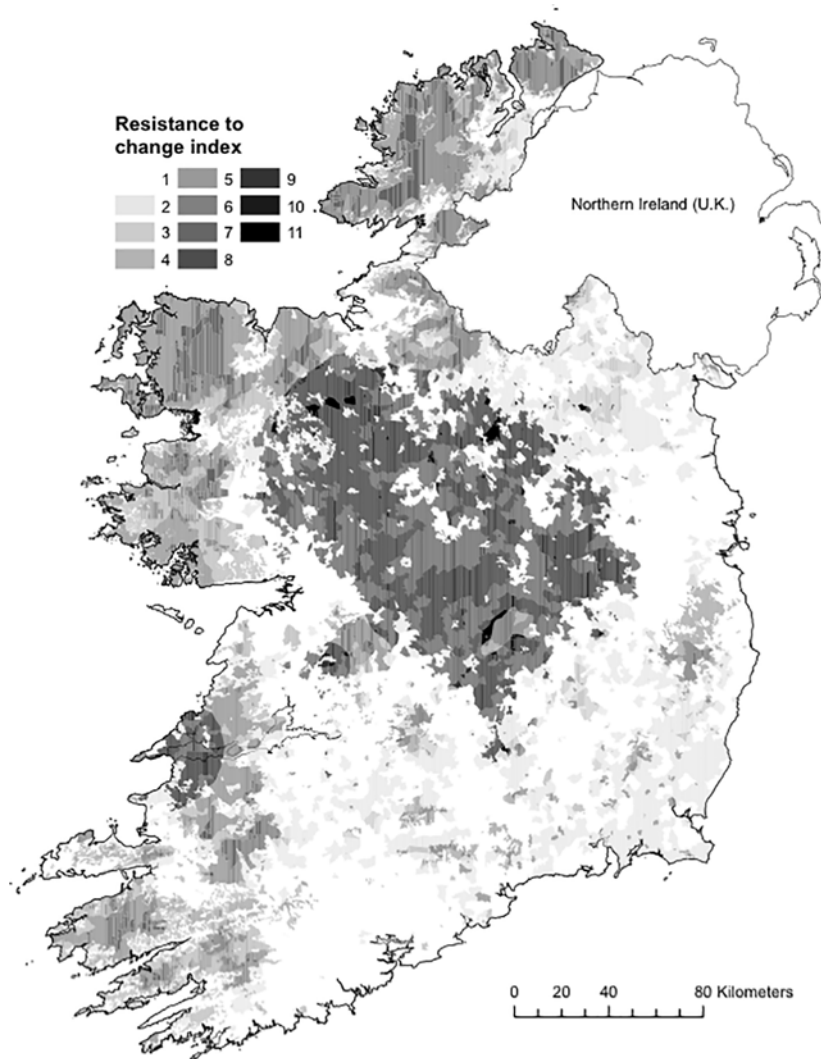 Resistance to
change index
1 5 9
2 6 10
3 7 11
4 8
Northern Ireland (U.K.)
0 20 40 80 Kilometers